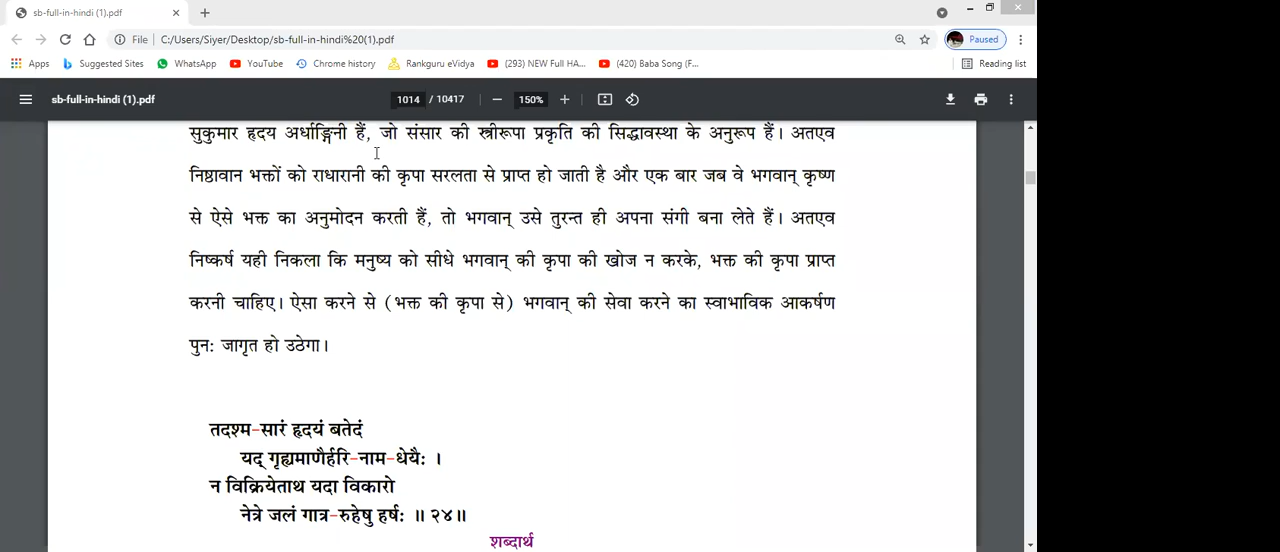 sb-full-in-hindi (1).pdf
File C:/Users/Siyer/Desktop/sb-full-in-hindi%20(1).pdf Paused
Apps Suggested Sites WhatsApp YouTube Chrome history Rankguru eVidya (293) NEW Full HA... (420) Baba Song (F... Reading list
sb-full-in-hindi (1).pdf 1014 / 10417 150%
सुकुमार हृदय अर्धाङ्गिनी हैं, जो संसार की स्त्रीरूपा प्रकृति की सिद्धावस्था के अनुरूप हैं। अतएव
निष्ठावान भक्तों को राधारानी की कृपा सरलता से प्राप्त हो जाती है और एक बार जब वे भगवान् कृष्ण
से ऐसे भक्त का अनुमोदन करती हैं, तो भगवान् उसे तुरन्त ही अपना संगी बना लेते हैं। अतएव
निष्कर्ष यही निकला कि मनुष्य को सीधे भगवान् की कृपा की खोज न करके, भक्त की कृपा प्राप्त
करनी चाहिए। ऐसा करने से (भक्त की कृपा से) भगवान् की सेवा करने का स्वाभाविक आकर्षण
पुन: जागृत हो उठेगा।
तदश्म-सारं हृदयं बतेदं
यद् गृह्यमाणैर्हरि-नाम-धेयै: ।
न विक्रियेताथ यदा विकारो
नेत्रे जलं गात्र-रुहेषु हर्ष: ॥ २४॥
शब्दार्थ